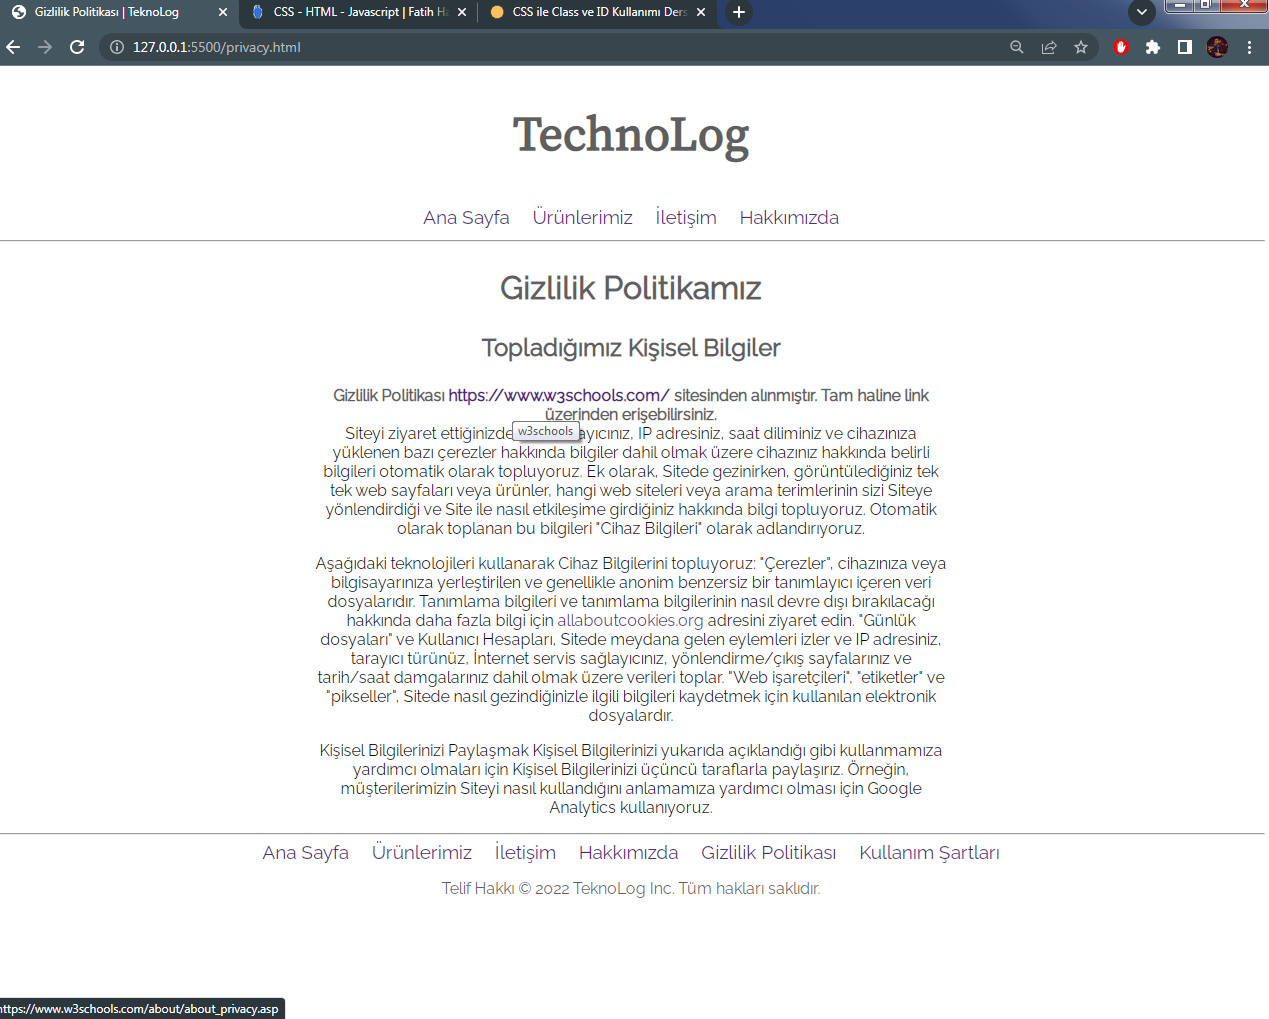 Gizlilik Politikası | TeknoLog
CSS - HTML - Javascript | Fatih Ha
CSS ile Class ve ID Kullanımı Ders
127.0.0.1:5500/privacy.html
TechnoLog
Ana Sayfa Ürünlerimiz İletişim Hakkımızda
Gizlilik Politikamız
Topladığımız Kişisel Bilgiler
Gizlilik Politikası https://www.w3schools.com/ sitesinden alınmıştır. Tam haline link
üzerinden erişebilirsiniz.
Siteyi ziyaret ettiğinizde ayıcınız, IP adresiniz, saat diliminiz ve cihazınıza
w3schools
yüklenen bazı çerezler hakkında bilgiler dahil olmak üzere cihazınız hakkında belirli
bilgileri otomatik olarak topluyoruz. Ek olarak, Sitede gezinirken, görüntülediğiniz tek
tek web sayfaları veya ürünler, hangi web siteleri veya arama terimlerinin sizi Siteye
yönlendirdiği ve Site ile nasıl etkileşime girdiğiniz hakkında bilgi topluyoruz. Otomatik
olarak toplanan bu bilgileri "Cihaz Bilgileri" olarak adlandırıyoruz.
Aşağıdaki teknolojileri kullanarak Cihaz Bilgilerini topluyoruz: "Çerezler", cihazınıza veya
bilgisayarınıza yerleştirilen ve genellikle anonim benzersiz bir tanımlayıcı içeren veri
dosyalarıdır. Tanımlama bilgileri ve tanımlama bilgilerinin nasıl devre dışı bırakılacağı
hakkında daha fazla bilgi için allaboutcookies.org adresini ziyaret edin. "Günlük
dosyaları" ve Kullanıcı Hesapları, Sitede meydana gelen eylemleri izler ve IP adresiniz,
tarayıcı türünüz, İnternet servis sağlayıcınız, yönlendirme/çıkış sayfalarınız ve
tarih/saat damgalarınız dahil olmak üzere verileri toplar. "Web işaretçileri", "etiketler" ve
"pikseller", Sitede nasıl gezindiğinizle ilgili bilgileri kaydetmek için kullanılan elektronik
dosyalardır.
Kişisel Bilgilerinizi Paylaşmak Kişisel Bilgilerinizi yukarıda açıklandığı gibi kullanmamıza
yardımcı olmaları için Kişisel Bilgilerinizi üçüncü taraflarla paylaşırız. Örneğin,
müşterilerimizin Siteyi nasıl kullandığını anlamamıza yardımcı olması için Google
Analytics kullanıyoruz.
Ana Sayfa Ürünlerimiz İletişim Hakkımızda Gizlilik Politikası Kullanım Şartları
Telif Hakkı © 2022 TeknoLog Inc. Tüm hakları saklıdır.
https://www.w3schools.com/about/about_privacy.asp